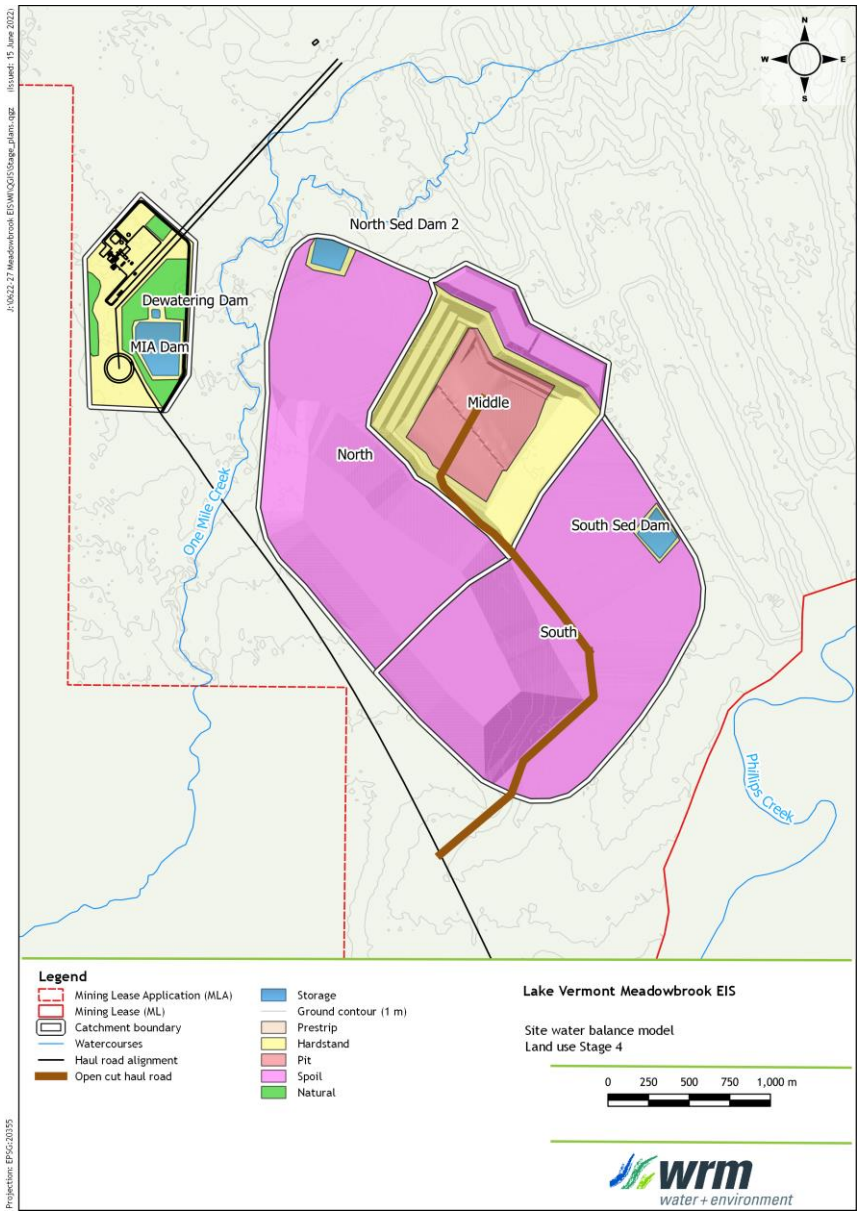 J:\0622-27 Meadowbrook EIS\WI\QGIS\Stage_plans.qgz (Issued: 15 June 2022)
N
W
E
S
North Sed Dam 2
Dewatering Dam
MIA Dam
Middle
North
South Sed Dam
One Mile Creek
South
Phillips Creek
Legend
Mining Lease Application (MLA)
Mining Lease (ML)
Catchment boundary
Watercourses
Haul road alignment
Open cut haul road
Storage
Ground contour (1 m)
Prestrip
Hardstand
Pit
Spoil
Natural
Lake Vermont Meadowbrook EIS
Site water balance model
Land use Stage 4
0 250 500 750 1,000 m
Projection: EPSG:20355
wrm
water + environment